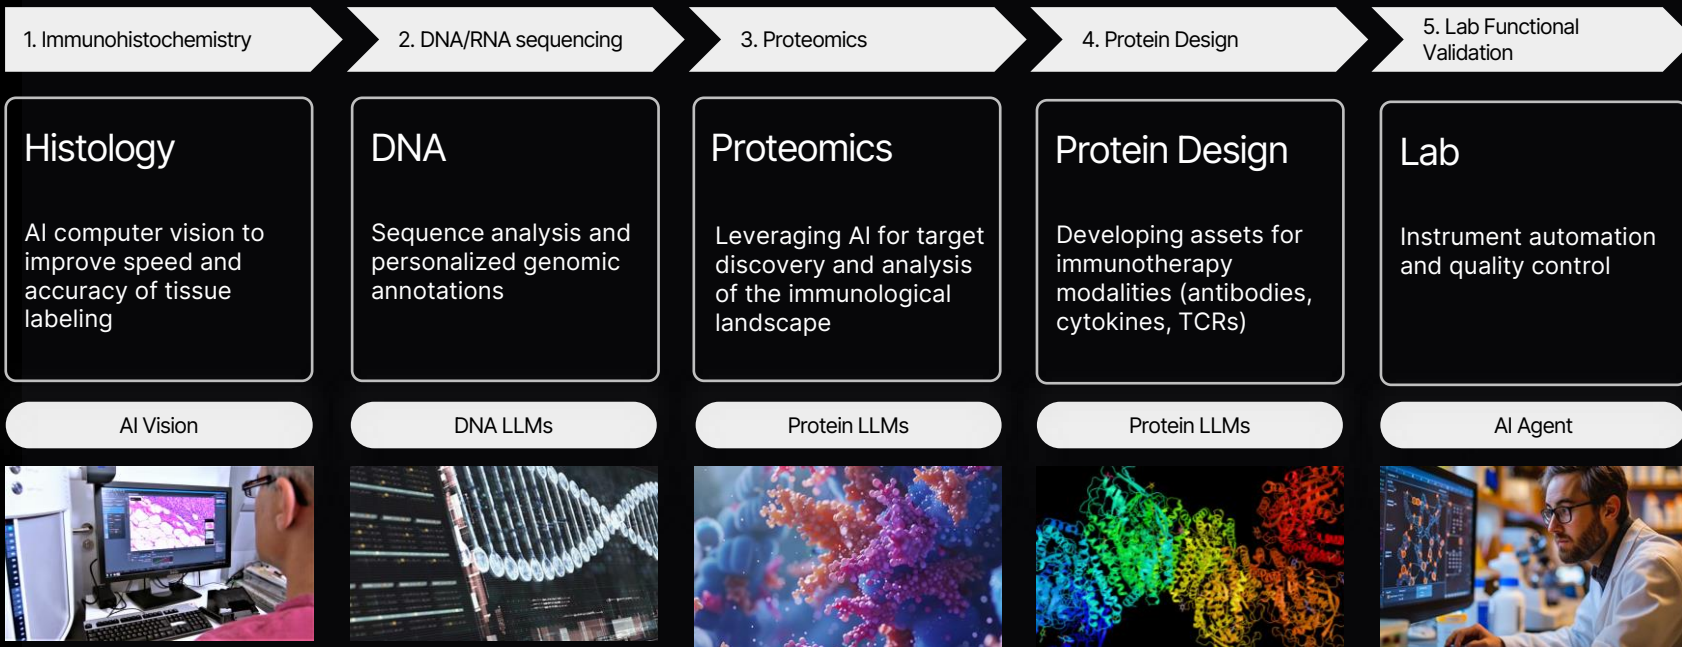 1. Immunohistochemistry
2. DNA/RNA sequencing
3. Proteomics
4. Protein Design
5. Lab Functional
Validation
Histology
AI computer vision to
improve speed and
accuracy of tissue
labeling
DNA
Sequence analysis and
personalized genomic
annotations
Proteomics
Leveraging AI for target
discovery and analysis
of the immunological
landscape
Protein Design
Developing assets for
immunotherapy
modalities (antibodies,
cytokines, TCRs)
Lab
Instrument automation
and quality control
AI Vision
DNA LLMs
Protein LLMs
Protein LLMs
AI Agent